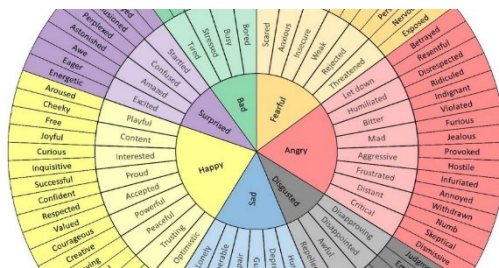 Bad
Fearful
Angry
Disgusted
Sad
Happy
Surprised
Tired
Stressed
Busy
Bored
Scared
Anxious
Insecure
Weak
Rejected
Threatened
Let down
Humiliated
Bitter
Mad
Aggressive
Frustrated
Distant
Critical
Disapproving
Disappointed
Awful
Lonely
Optimistic
Trusting
Peaceful
Powerful
Accepted
Proud
Interested
Content
Playful
Excited
Amazed
Confused
Startled
Exposed
Betrayed
Resentful
Disrespected
Ridiculed
Indignant
Violated
Furious
Jealous
Provoked
Hostile
Infuriated
Annoyed
Withdrawn
Numb
Skeptical
Dismissive
Creative
Courageous
Valued
Respected
Confident
Successful
Inquisitive
Curious
Joyful
Free
Cheeky
Aroused
Energetic
Eager
Awe
Astonished
Perplexed